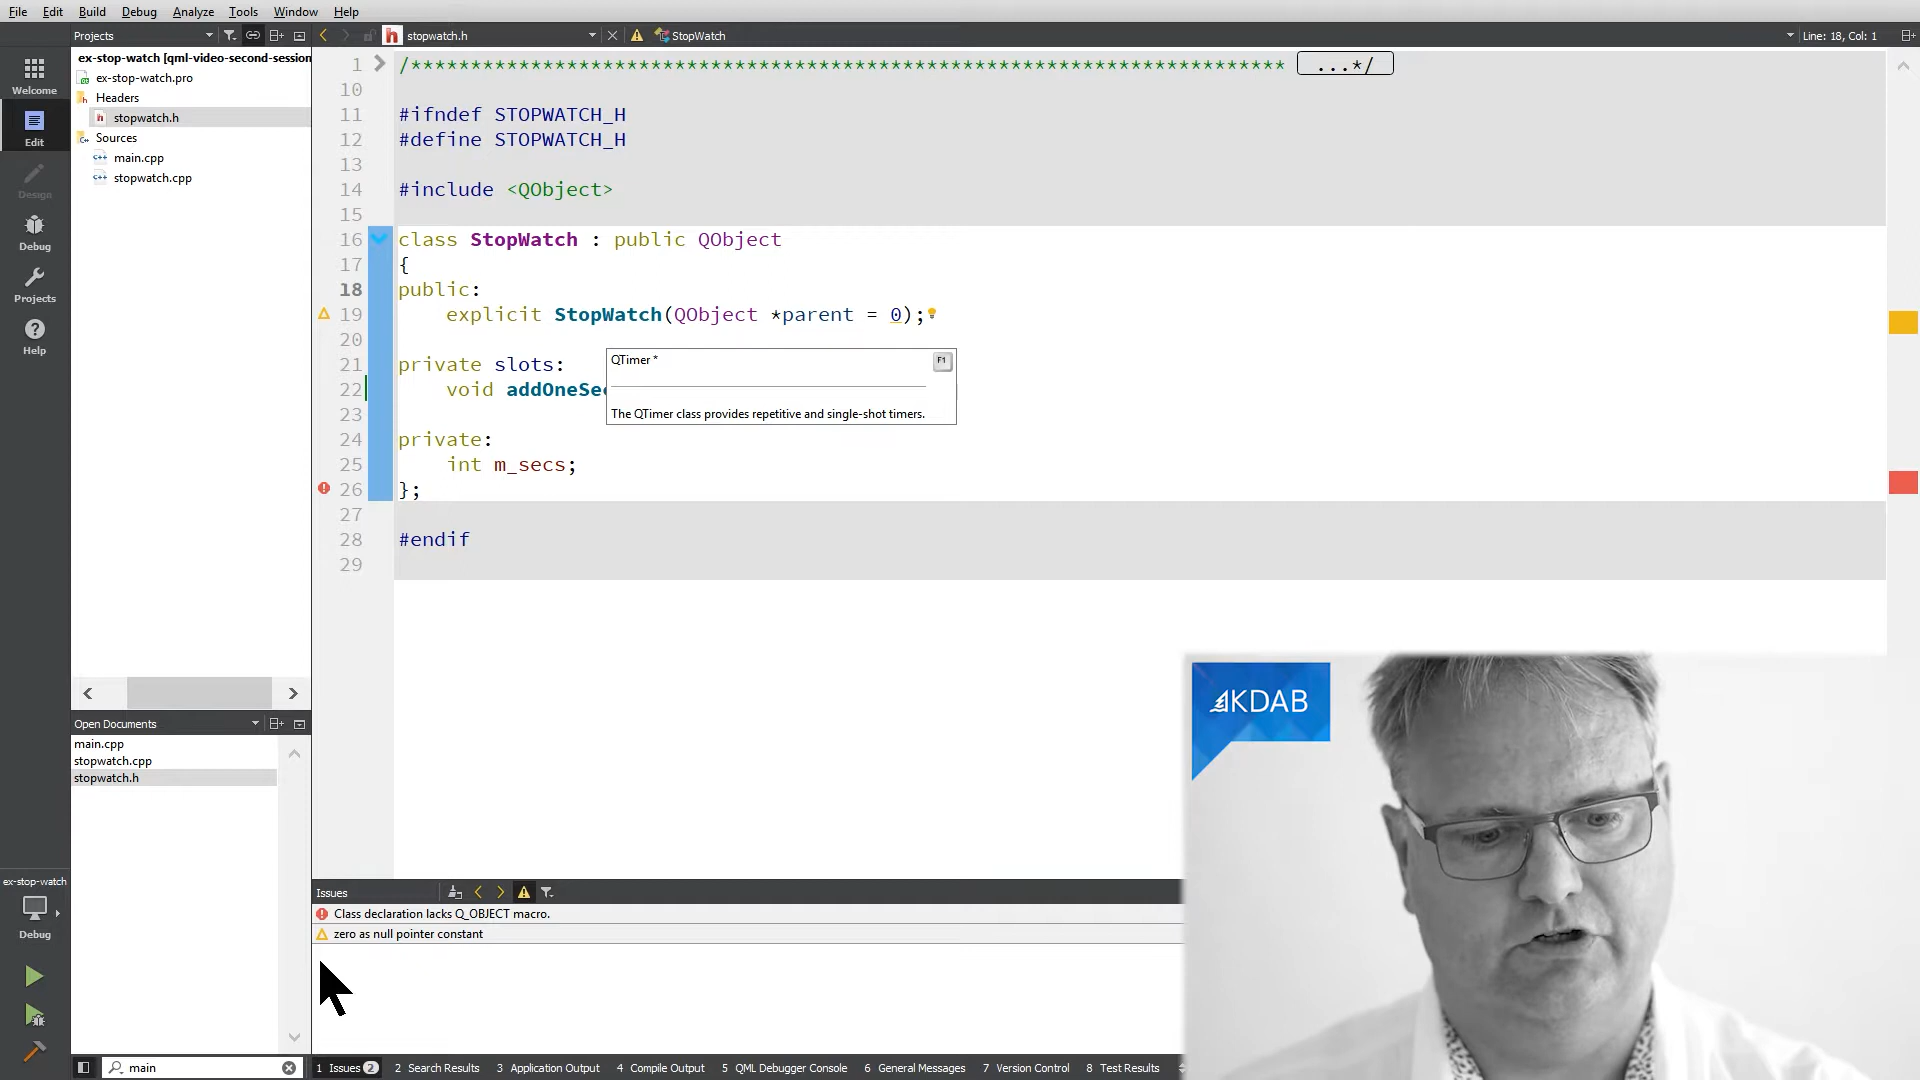 File Edit Build Debug Analyze Tools Window Help
Projects
stopwatch.h
StopWatch
Line: 18, Col: 1
Welcome
Edit
Design
Debug
Projects
Help
ex-stop-watch [qml-video-second-session
ex-stop-watch.pro
Headers
stopwatch.h
Sources
main.cpp
stopwatch.cpp
1 /************************************************************************* ...*/
10
11 #ifndef STOPWATCH_H
12 #define STOPWATCH_H
13
14 #include <QObject>
15
16 class StopWatch : public QObject
17 {
18 public:
19 explicit StopWatch(QObject *parent = 0);
20
21 private slots:
22 void addOneSec
23
24 private:
25 int m_secs;
26 };
27
28 #endif
29
QTimer *
F1
The QTimer class provides repetitive and single-shot timers.
Open Documents
main.cpp
stopwatch.cpp
stopwatch.h
ex-stop-watch
Debug
main
Issues
Class declaration lacks Q_OBJECT macro.
zero as null pointer constant
1 Issues 2 2 Search Results 3 Application Output 4 Compile Output 5 QML Debugger Console 6 General Messages 7 Version Control 8 Test Results
KDAB